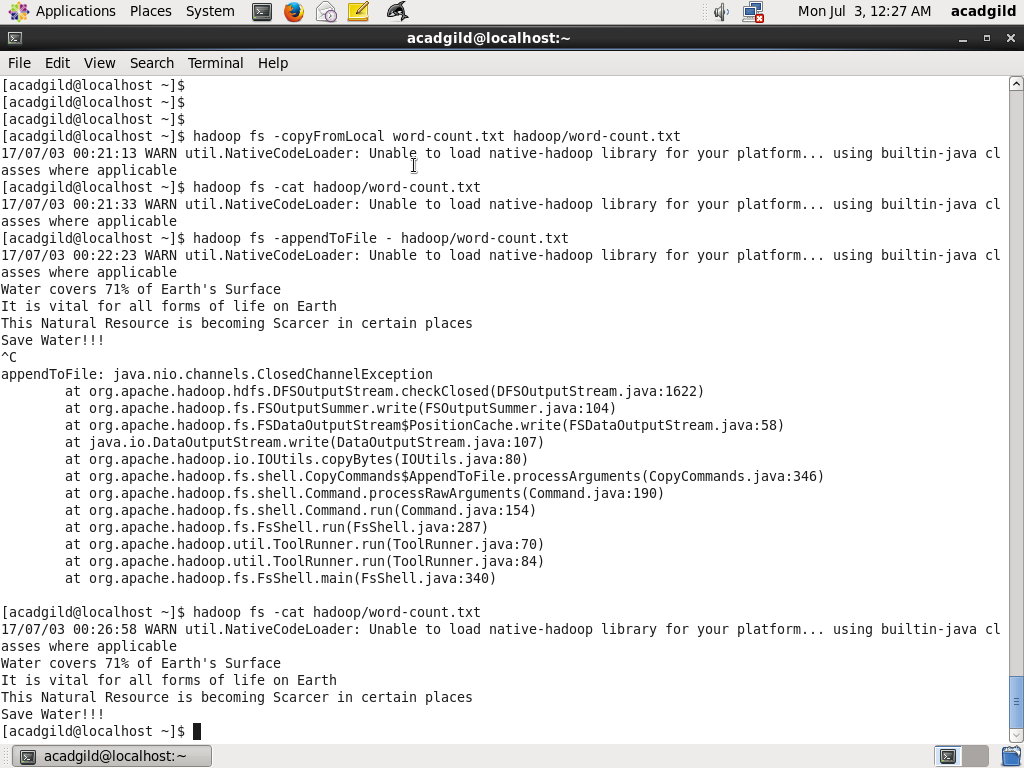 Applications Places System Mon Jul 3, 12:27 AM acadgild
acadgild@localhost:~
File Edit View Search Terminal Help
[acadgild@localhost ~]$
[acadgild@localhost ~]$
[acadgild@localhost ~]$
[acadgild@localhost ~]$ hadoop fs -copyFromLocal word-count.txt hadoop/word-count.txt
17/07/03 00:21:13 WARN util.NativeCodeLoader: Unable to load native-hadoop library for your platform... using builtin-java cl
asses where applicable
[acadgild@localhost ~]$ hadoop fs -cat hadoop/word-count.txt
17/07/03 00:21:33 WARN util.NativeCodeLoader: Unable to load native-hadoop library for your platform... using builtin-java cl
asses where applicable
[acadgild@localhost ~]$ hadoop fs -appendToFile - hadoop/word-count.txt
17/07/03 00:22:23 WARN util.NativeCodeLoader: Unable to load native-hadoop library for your platform... using builtin-java cl
asses where applicable
Water covers 71% of Earth's Surface
It is vital for all forms of life on Earth
This Natural Resource is becoming Scarcer in certain places
Save Water!!!
^C
appendToFile: java.nio.channels.ClosedChannelException
at org.apache.hadoop.hdfs.DFSOutputStream.checkClosed(DFSOutputStream.java:1622)
at org.apache.hadoop.fs.FSOutputSummer.write(FSOutputSummer.java:104)
at org.apache.hadoop.fs.FSDataOutputStream$PositionCache.write(FSDataOutputStream.java:58)
at java.io.DataOutputStream.write(DataOutputStream.java:107)
at org.apache.hadoop.io.IOUtils.copyBytes(IOUtils.java:80)
at org.apache.hadoop.fs.shell.CopyCommands$AppendToFile.processArguments(CopyCommands.java:346)
at org.apache.hadoop.fs.shell.Command.processRawArguments(Command.java:190)
at org.apache.hadoop.fs.shell.Command.run(Command.java:154)
at org.apache.hadoop.fs.FsShell.run(FsShell.java:287)
at org.apache.hadoop.util.ToolRunner.run(ToolRunner.java:70)
at org.apache.hadoop.util.ToolRunner.run(ToolRunner.java:84)
at org.apache.hadoop.fs.FsShell.main(FsShell.java:340)
[acadgild@localhost ~]$ hadoop fs -cat hadoop/word-count.txt
17/07/03 00:26:58 WARN util.NativeCodeLoader: Unable to load native-hadoop library for your platform... using builtin-java cl
asses where applicable
Water covers 71% of Earth's Surface
It is vital for all forms of life on Earth
This Natural Resource is becoming Scarcer in certain places
Save Water!!!
[acadgild@localhost ~]$
acadgild@localhost:~